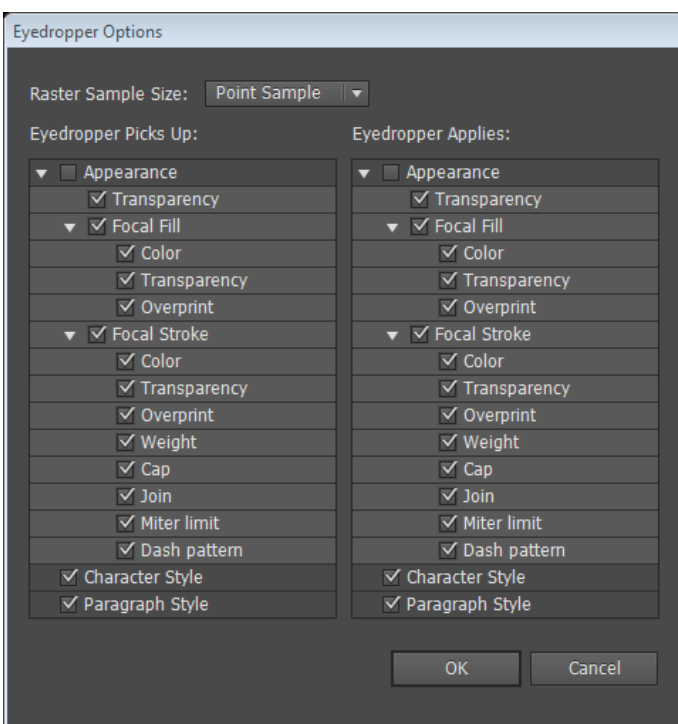 Eyedropper Options
Raster Sample Size: Point Sample
Eyedropper Picks Up:
Appearance
Transparency
Focal Fill
Color
Transparency
Overprint
Focal Stroke
Color
Transparency
Overprint
Weight
Cap
Join
Miter limit
Dash pattern
Character Style
Paragraph Style
Eyedropper Applies:
Appearance
Transparency
Focal Fill
Color
Transparency
Overprint
Focal Stroke
Color
Transparency
Overprint
Weight
Cap
Join
Miter limit
Dash pattern
Character Style
Paragraph Style
OK Cancel